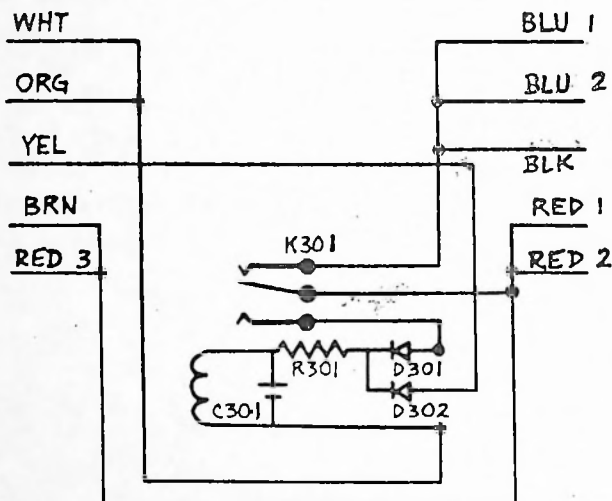 WHT
BLU 1
ORG
BLU 2
YEL
BLK
BRN
RED 1
K301
RED 3
RED 2
R301
D301
C301
D302